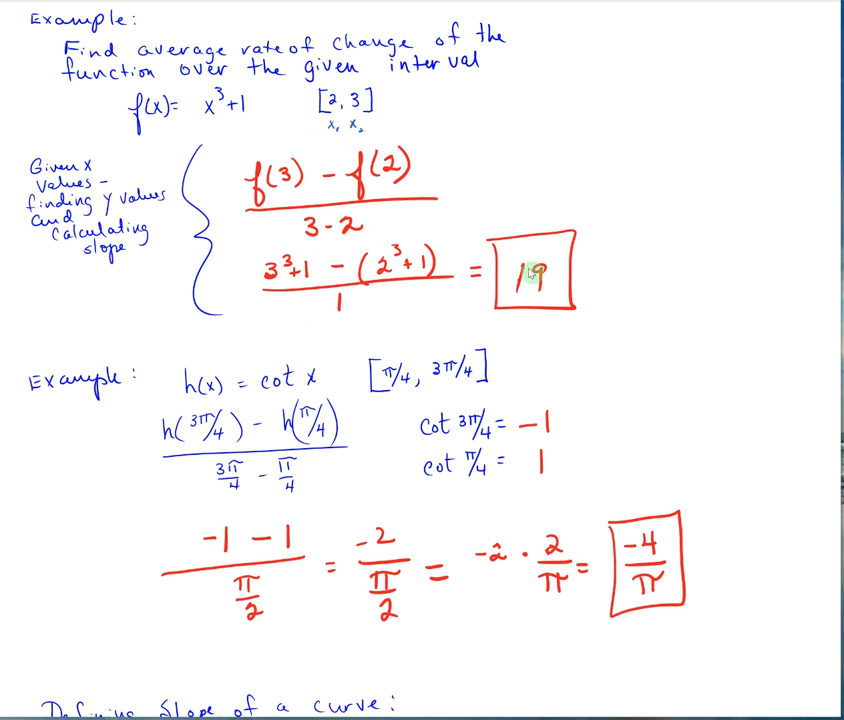 Example:
Find average rate of change of the
function over the given interval
f(x) = x³+1 [2, 3]
x₁ x₂
Given x
values -
finding y values
and
calculating
slope
f(3) - f(2)
3-2
3³+1 - (2³+1) = 19
1
Example: h(x) = cot x [π/4, 3π/4]
h(3π/4) - h(π/4)
3π/4 - π/4
cot 3π/4 = -1
cot π/4 = 1
-1 - 1 / π/2 = -2 / π/2 = -2 · 2/π = -4/π
Defining slope of a curve: